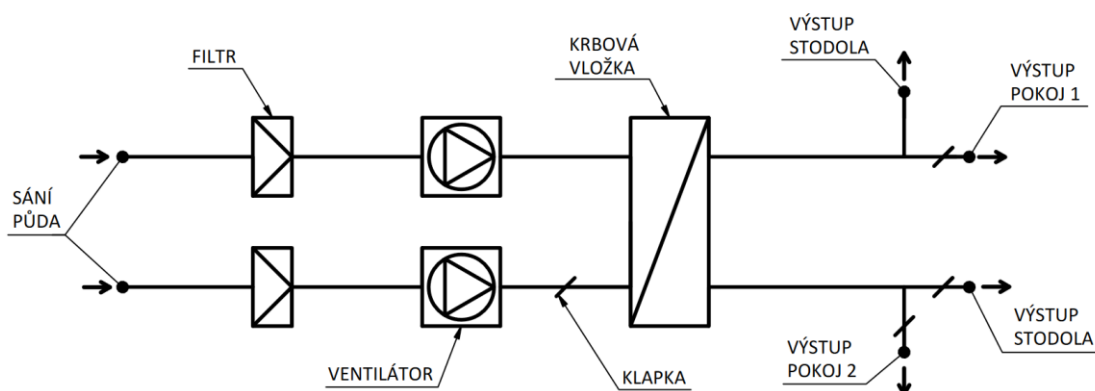 VÝSTUP
STODOLA
FILTR
KRBOVÁ
VLOŽKA
VÝSTUP
POKOJ 1
SÁNÍ
PŮDA
VENTILÁTOR
KLAPKA
VÝSTUP
POKOJ 2
VÝSTUP
STODOLA